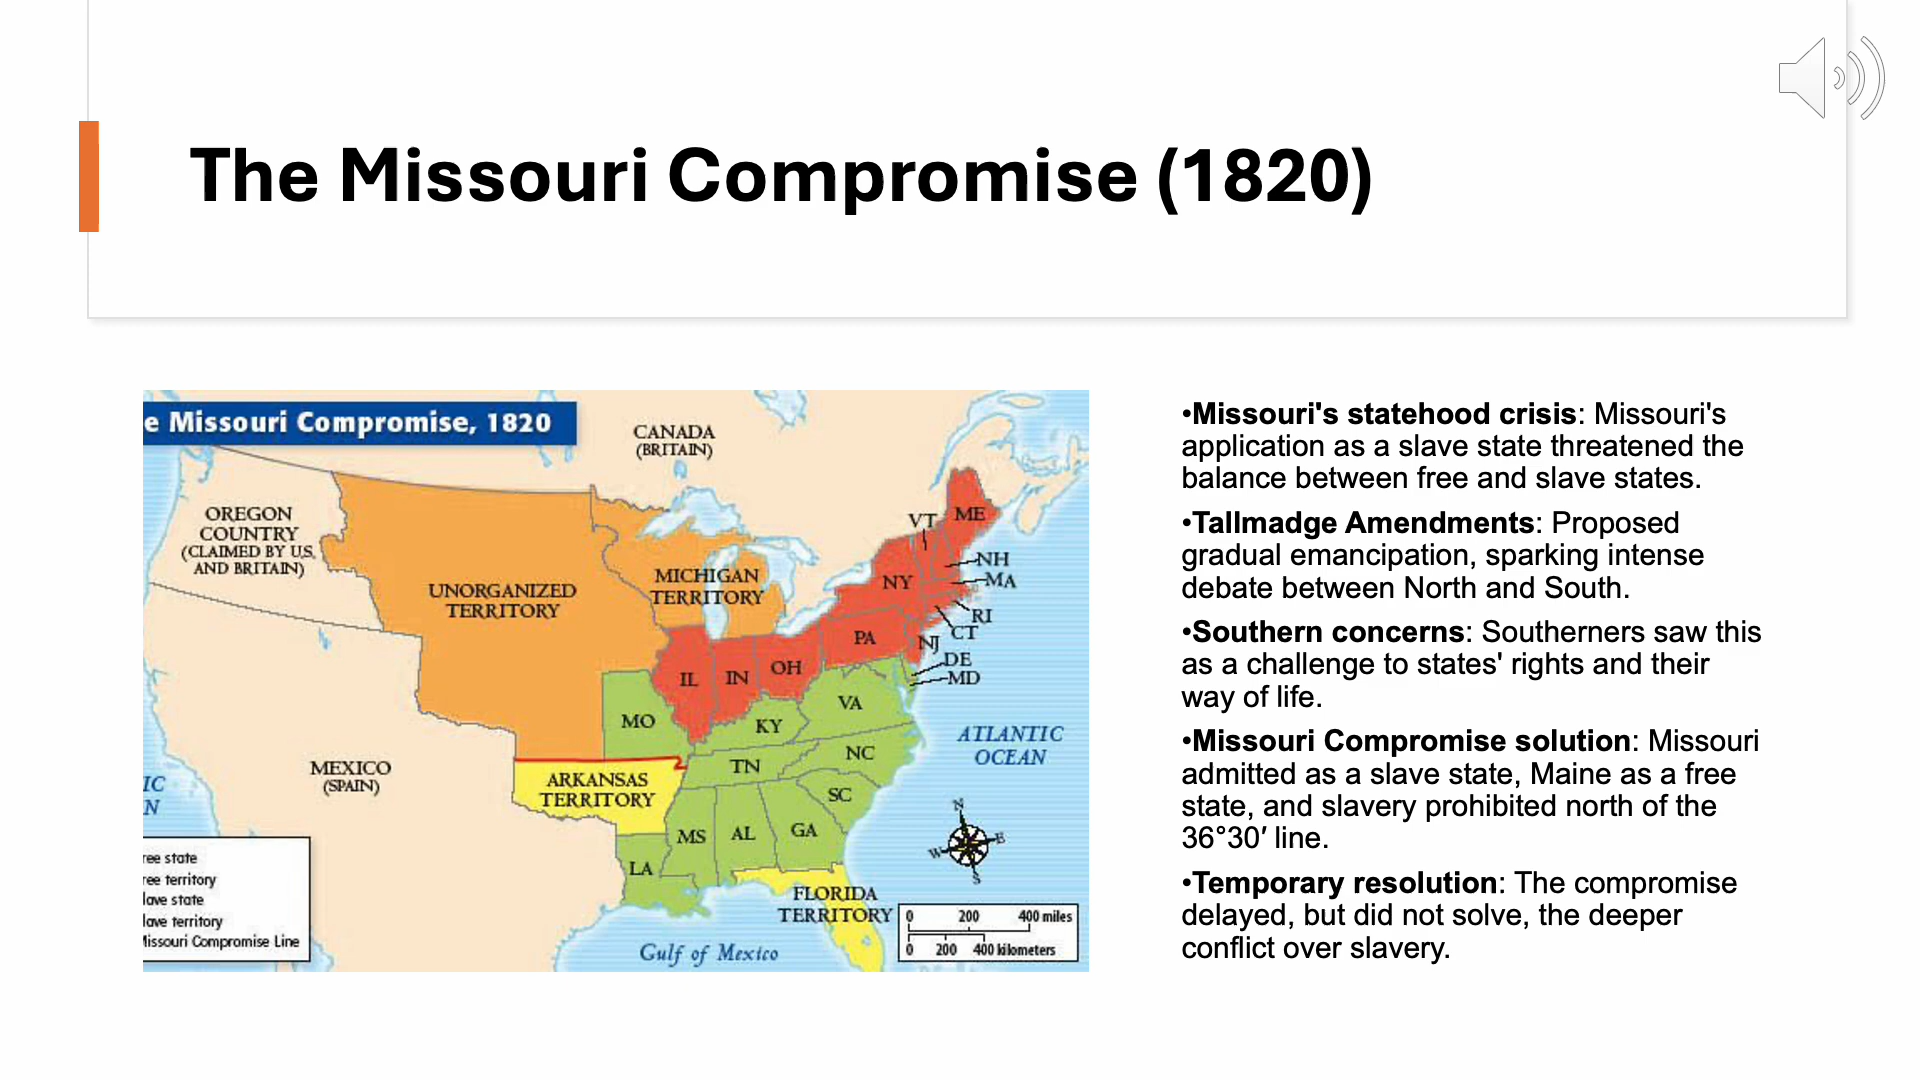 The Missouri Compromise (1820)
e Missouri Compromise, 1820
CANADA
(BRITAIN)
OREGON
COUNTRY
(CLAIMED BY U.S.
AND BRITAIN)
UNORGANIZED
TERRITORY
MICHIGAN
TERRITORY
VT
ME
NH
MA
NY
RI
CT
PA
NJ
DE
MD
IL
IN
OH
MO
KY
VA
NC
TN
SC
ARKANSAS
TERRITORY
MS
AL
GA
LA
MEXICO
(SPAIN)
IC
N
ATLANTIC
OCEAN
N
W
E
S
FLORIDA
TERRITORY
Gulf of Mexico
ree state
ree territory
lave state
lave territory
Missouri Compromise Line
0 200 400 miles
0 200 400 kilometers
•Missouri's statehood crisis: Missouri's
application as a slave state threatened the
balance between free and slave states.
•Tallmadge Amendments: Proposed
gradual emancipation, sparking intense
debate between North and South.
•Southern concerns: Southerners saw this
as a challenge to states' rights and their
way of life.
•Missouri Compromise solution: Missouri
admitted as a slave state, Maine as a free
state, and slavery prohibited north of the
36°30′ line.
•Temporary resolution: The compromise
delayed, but did not solve, the deeper
conflict over slavery.